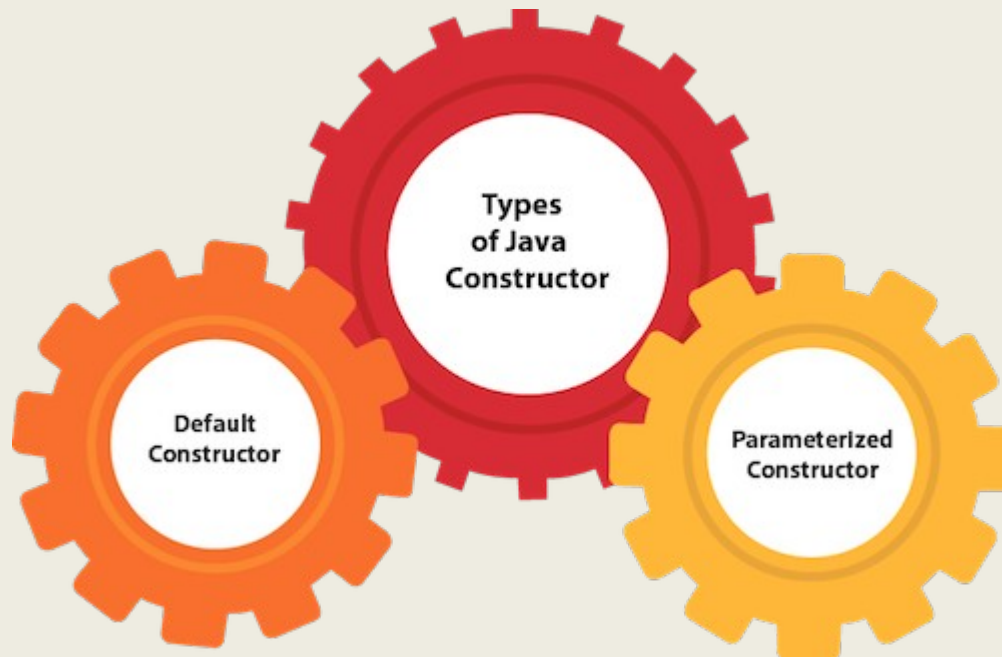 Types
of Java
Constructor
Default
Constructor
Parameterized
Constructor